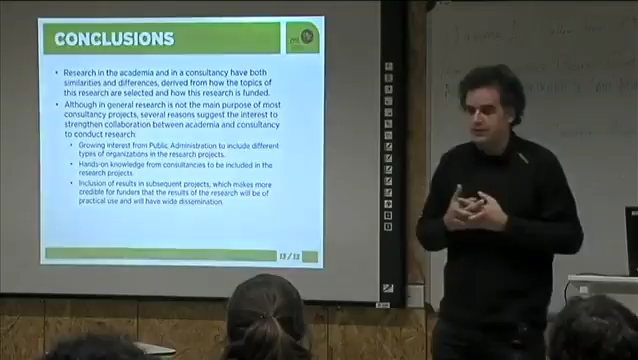 CONCLUSIONS
• Research in the academia and in a consultancy have both
similarities and differences, derived from how the topics of
this research are selected and how this research is funded.
• Although in general research is not the main purpose of most
consultancy projects, several reasons suggest the interest to
strengthen collaboration between academia and consultancy
to conduct research:
• Growing interest from Public Administration to include different
types of organizations in the research projects.
• Hands-on knowledge from consultancies to be included in the
research projects.
• Inclusion of results in subsequent projects, which makes more
credible for funders that the results of the research will be of
practical use and will have wide dissemination.
13 / 13